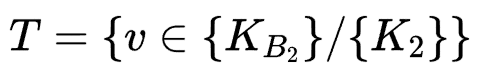 T = {v ∈ {K_{B_2}}/{K_2}}